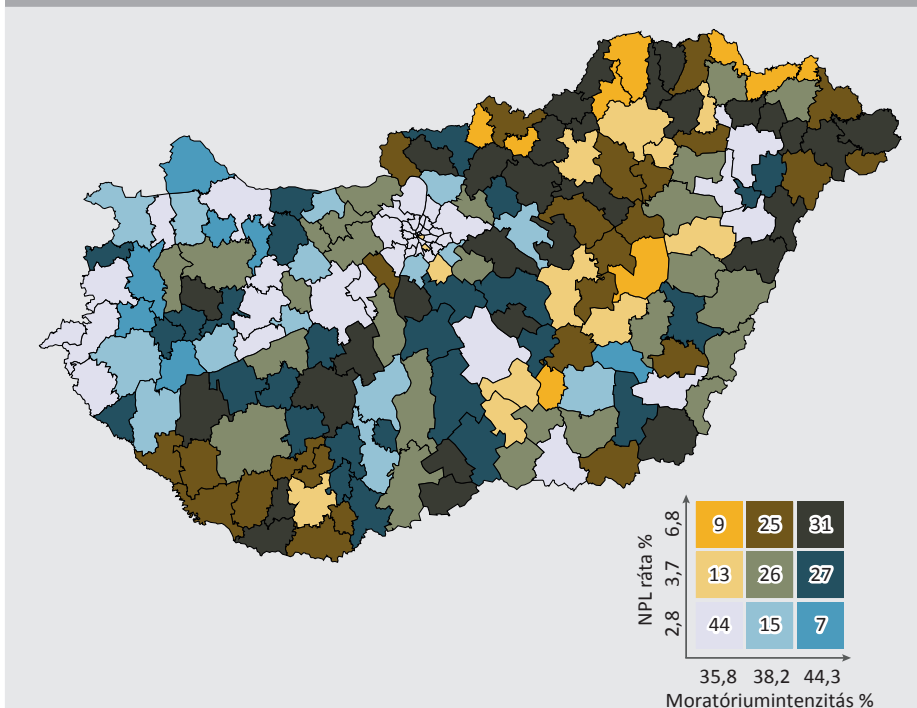 NPL ráta %
6,8
3,7
2,8
9 25 31
13 26 27
44 15 7
35,8 38,2 44,3
Moratóriumintenzitás %